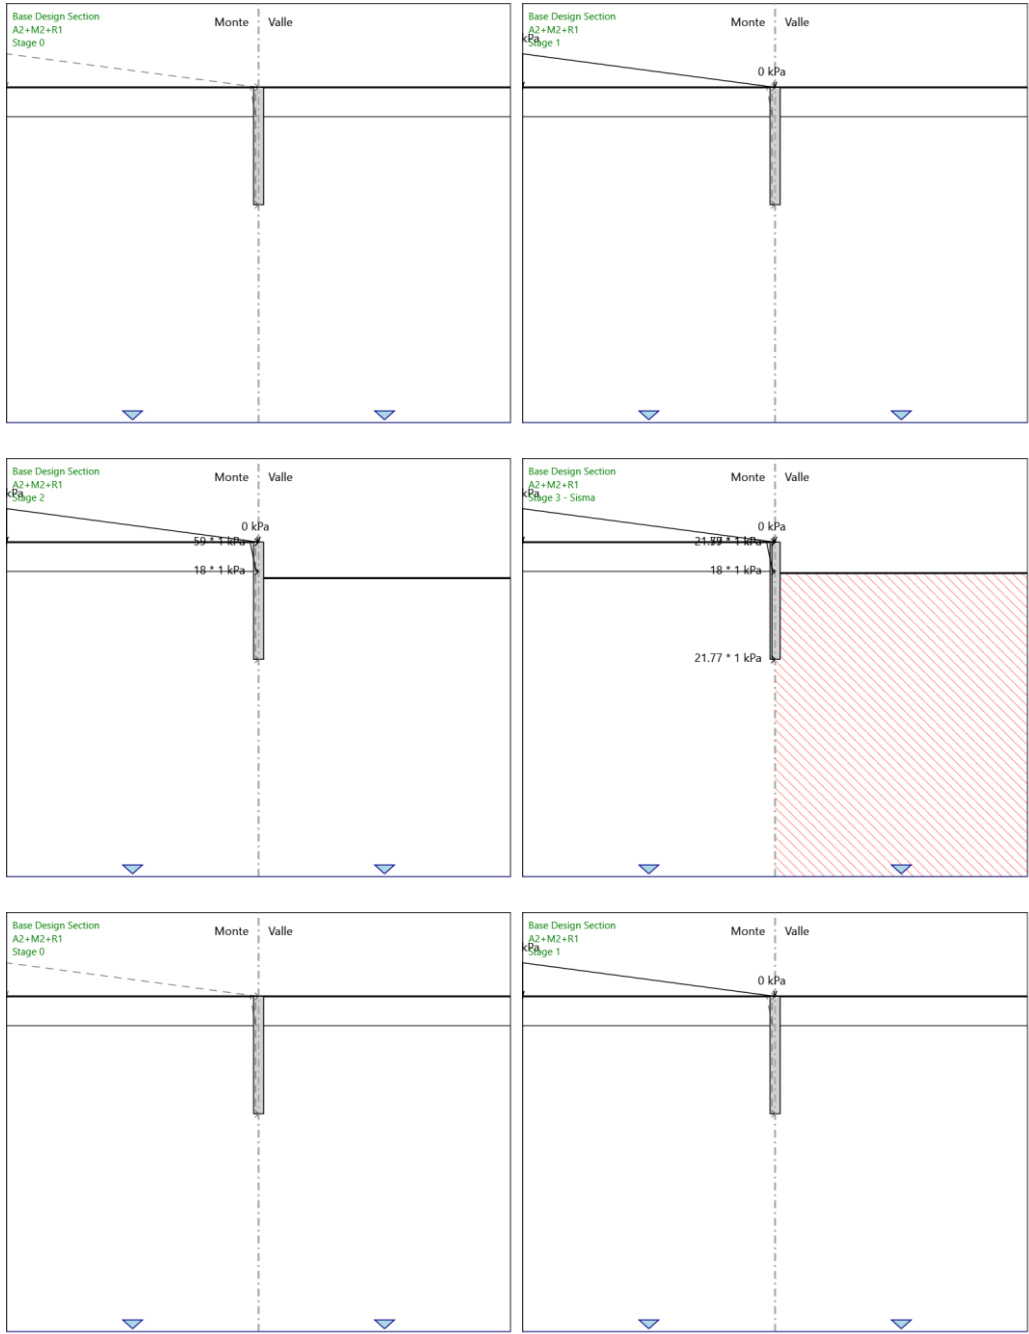 Base Design Section
A2+M2+R1
Stage 0
Monte Valle
Base Design Section
A2+M2+R1
kPa
Stage 1
Monte Valle
0 kPa
Base Design Section
A2+M2+R1
kPa
Stage 2
Monte Valle
0 kPa
59 * 1 kPa
18 * 1 kPa
Base Design Section
A2+M2+R1
kPa
Stage 3 - Sisma
Monte Valle
0 kPa
* 1 kPa
18 * 1 kPa
21.77 * 1 kPa
Base Design Section
A2+M2+R1
Stage 0
Monte Valle
Base Design Section
A2+M2+R1
kPa
Stage 1
Monte Valle
0 kPa